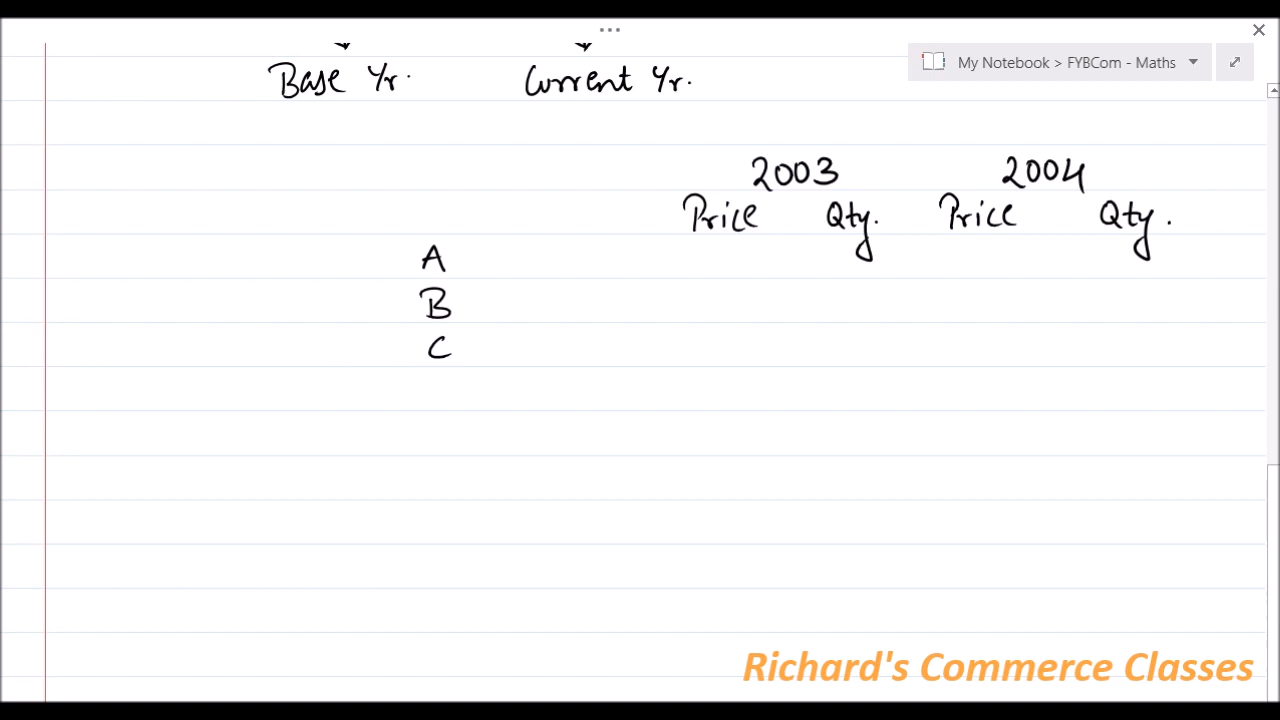 My Notebook > FYBCom - Maths
Base Yr. Current Yr.
2003 2004
Price Qty. Price Qty.
A
B
C
Richard's Commerce Classes